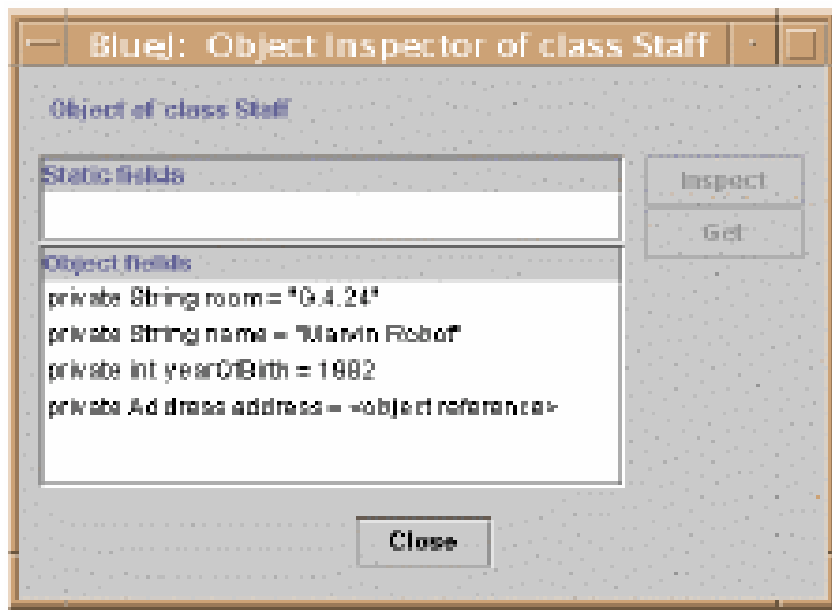 BlueJ: Object Inspector of class Staff
Object of class Staff
Static fields
Inspect
Get
Object fields
private String room = "G.4.24"
private String name = "Marvin Robot"
private int yearOfBirth = 1982
private Address address = <object reference>
Close